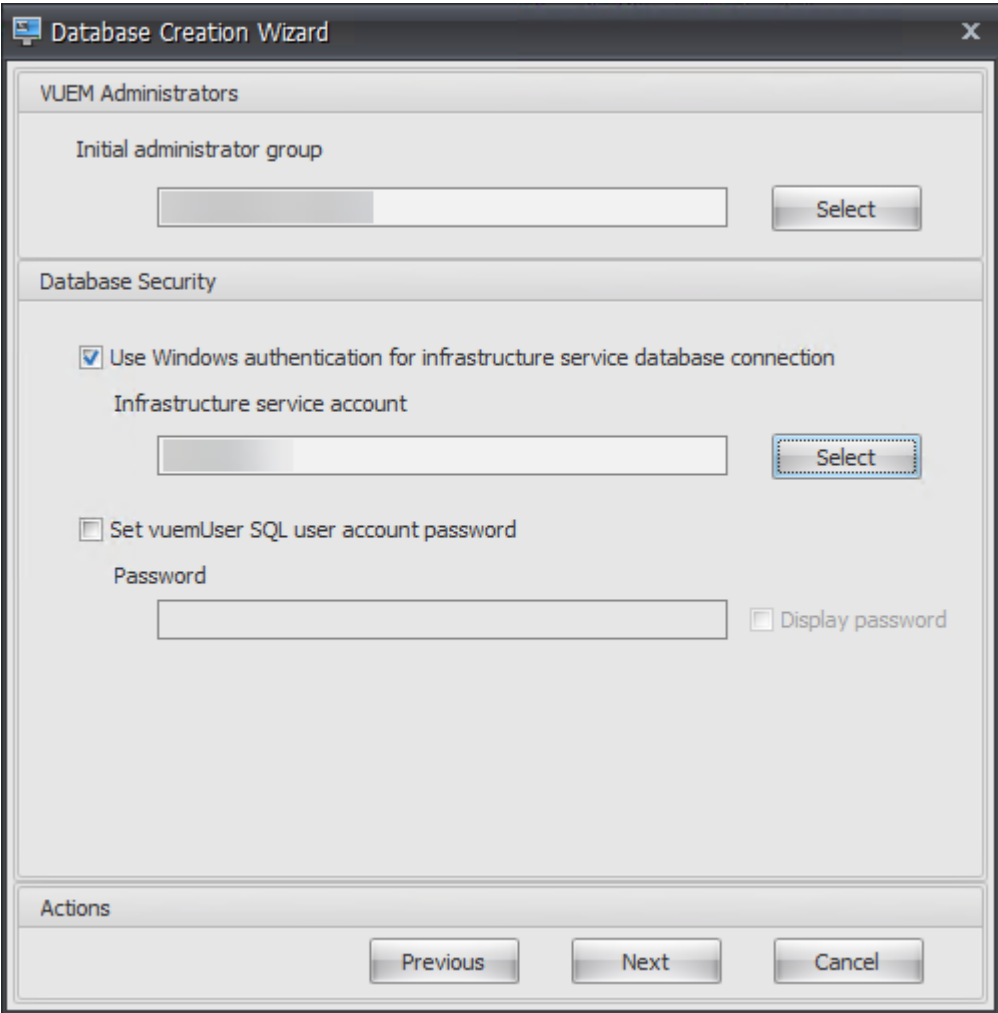 Database Creation Wizard
VUEM Administrators
Initial administrator group
Select
Database Security
Use Windows authentication for infrastructure service database connection
Infrastructure service account
Select
Set vuemUser SQL user account password
Password
Display password
Actions
Previous Next Cancel